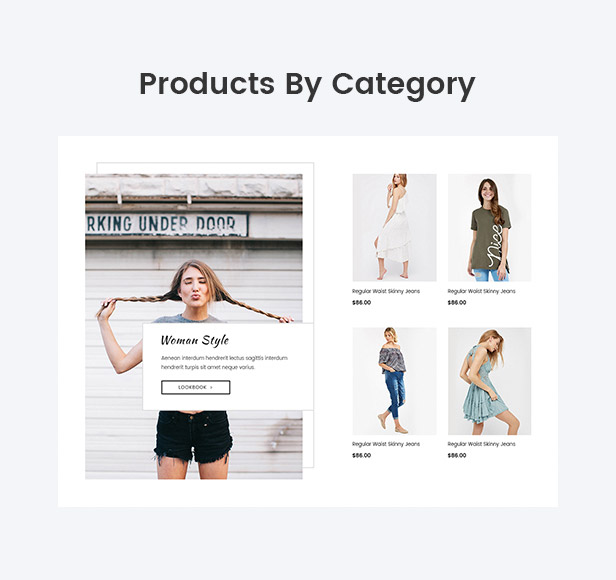 Products By Category
RKING UNDER DOOR
Woman Style
Aenean interdum hendrerit lectus sagittis interdum
hendrerit turpis sit amet neque varius.
LOOKBOOK >
nice
Regular Waist Skinny Jeans
$86.00
Regular Waist Skinny Jeans
$86.00
Regular Waist Skinny Jeans
$86.00
Regular Waist Skinny Jeans
$86.00